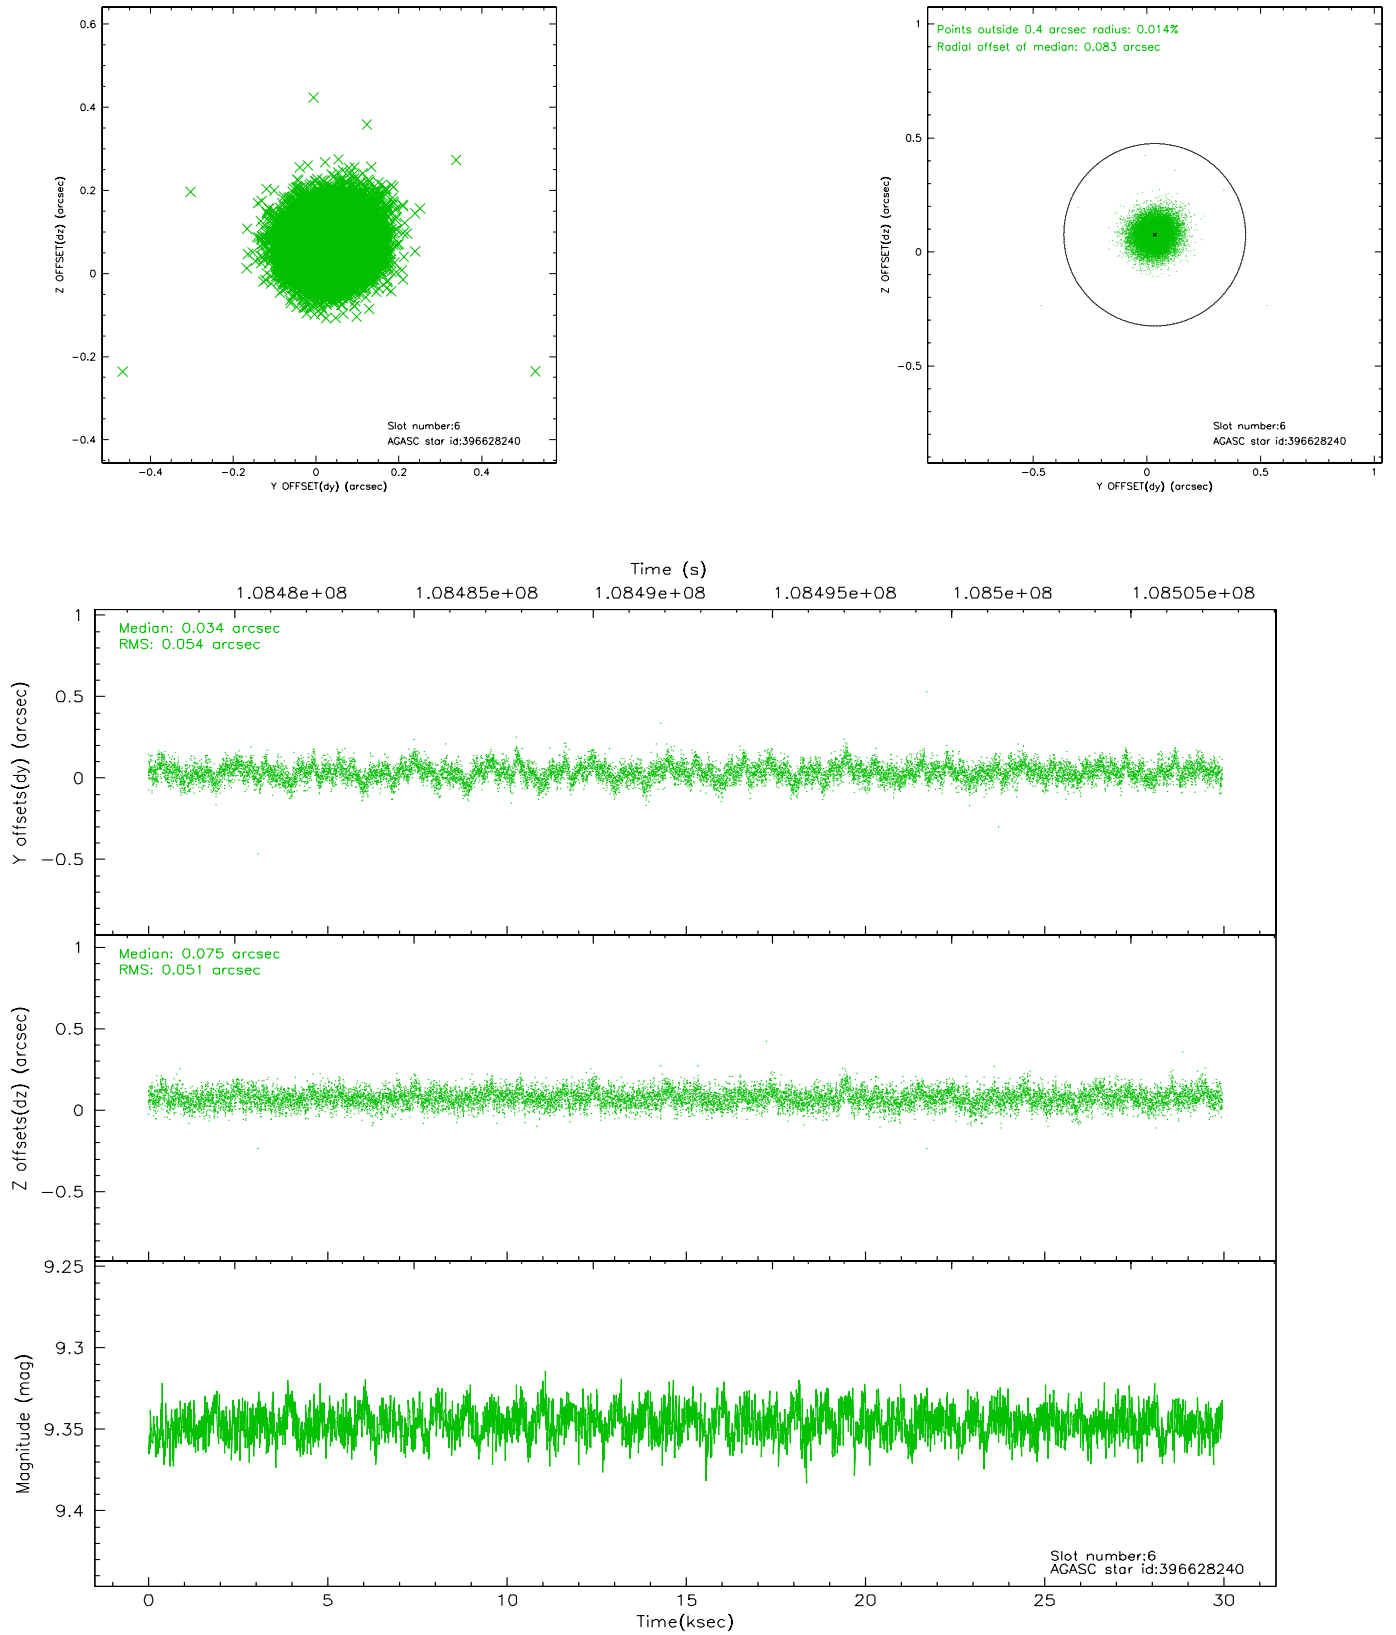 0.6
0.4
0.2
0
−0.2
−0.4
Z OFFSET(dz) (arcsec)
Slot number:6
AGASC star id:396628240
−0.4 −0.2 0 0.2 0.4
Y OFFSET(dy) (arcsec)
Points outside 0.4 arcsec radius: 0.014%
Radial offset of median: 0.083 arcsec
1
0.5
0
−0.5
Z OFFSET(dz) (arcsec)
Slot number:6
AGASC star id:396628240
−0.5 0 0.5 1
Y OFFSET(dy) (arcsec)
Time (s)
1.0848e+08 1.08485e+08 1.0849e+08 1.08495e+08 1.085e+08 1.08505e+08
Median: 0.034 arcsec
RMS: 0.054 arcsec
1
0.5
0
−0.5
Y offsets(dy) (arcsec)
Median: 0.075 arcsec
RMS: 0.051 arcsec
1
0.5
0
−0.5
Z offsets(dz) (arcsec)
9.25
9.3
9.35
9.4
Magnitude (mag)
Slot number:6
AGASC star id:396628240
0 5 10 15 20 25 30
Time(ksec)